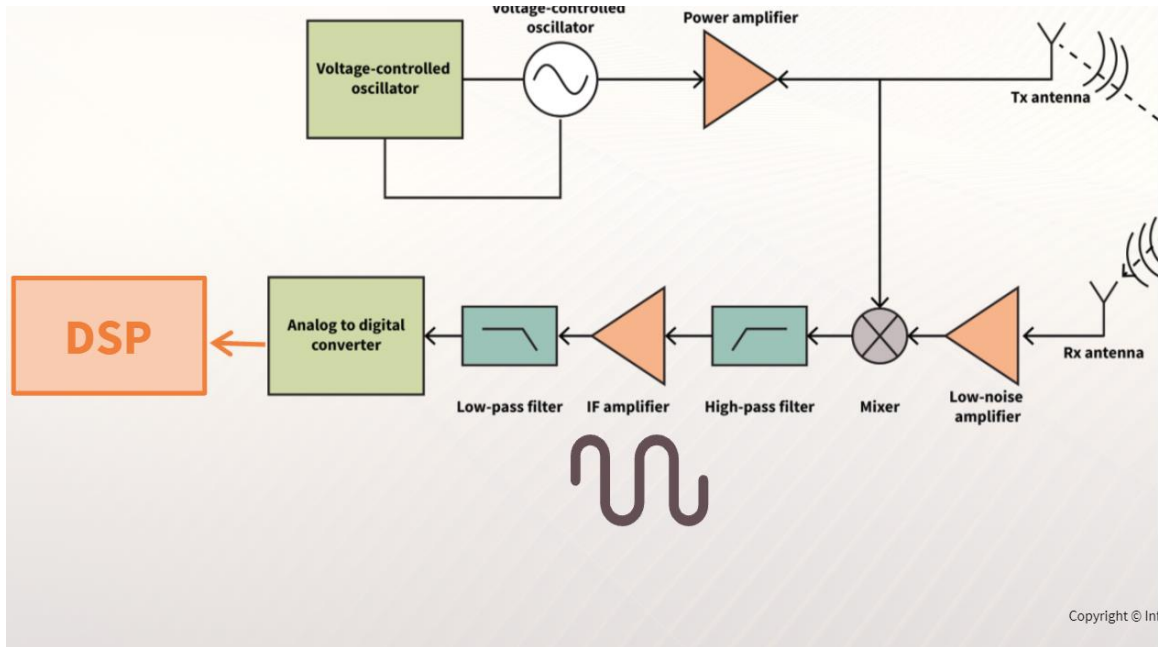 Voltage-controlled
oscillator
Power amplifier
Voltage-controlled
oscillator
Tx antenna
DSP
Analog to digital
converter
Rx antenna
Low-pass filter
IF amplifier
High-pass filter
Mixer
Low-noise
amplifier
Copyright ©